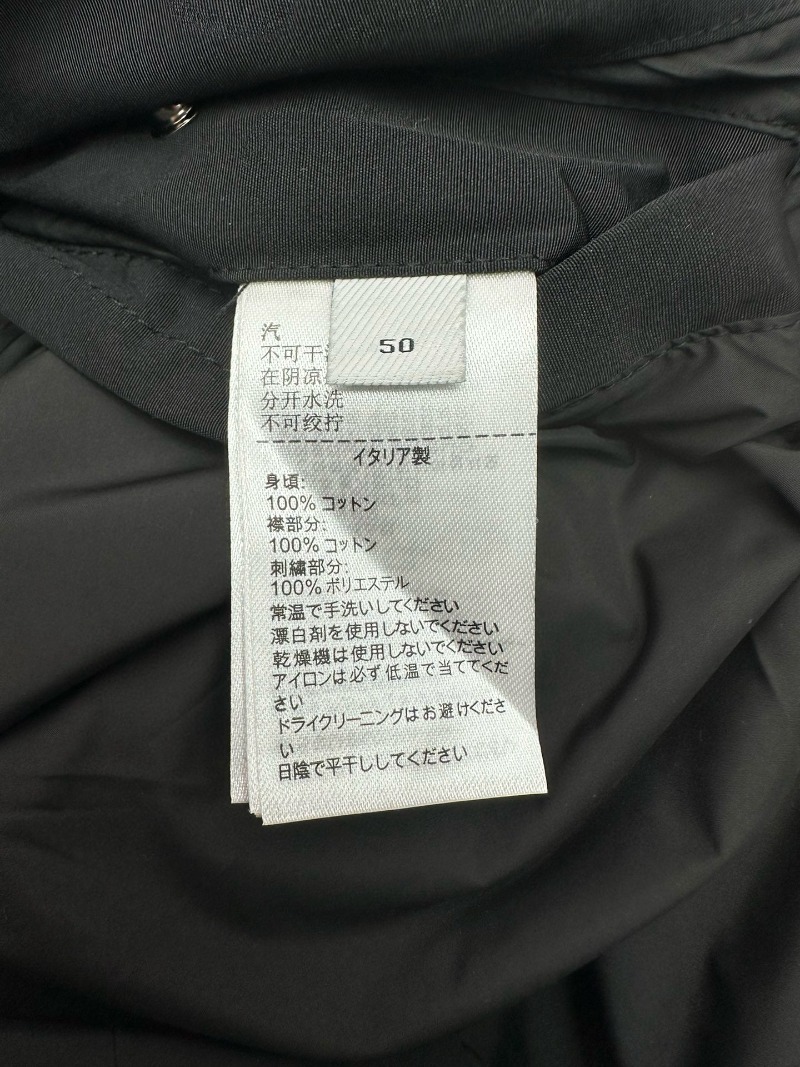 50
汽
不可干
在阴凉
分开水洗
不可绞拧
イタリア製
身頃:
100% コットン
襟部分:
100% コットン
刺繍部分:
100% ポリエステル
常温で手洗いしてください
漂白剤を使用しないでください
乾燥機は使用しないでください
アイロンは必ず低温で当ててくだ
さい
ドライクリーニングはお避けくださ
い
日陰で平干ししてください